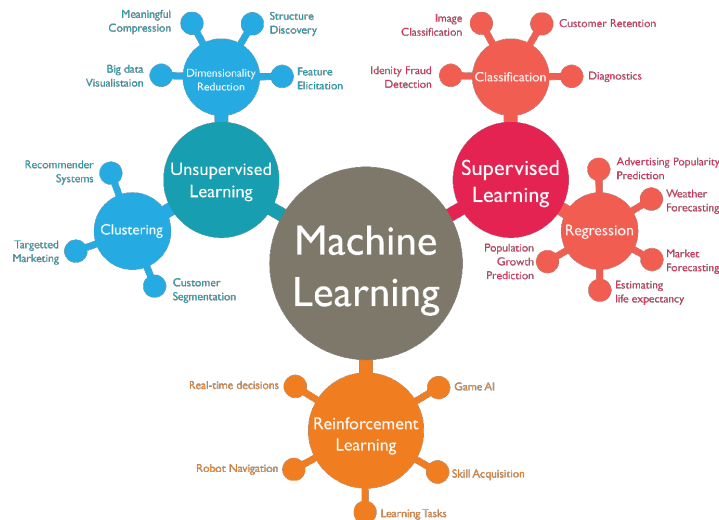 Meaningful
Compression
Structure
Discovery
Big data
Visualistaion
Dimensionality
Reduction
Feature
Elicitation
Image
Classification
Customer Retention
Idenity Fraud
Detection
Classification
Diagnostics
Recommender
Systems
Unsupervised
Learning
Clustering
Targetted
Marketing
Customer
Segmentation
Machine
Learning
Supervised
Learning
Advertising Popularity
Prediction
Weather
Forecasting
Regression
Population
Growth
Prediction
Market
Forecasting
Estimating
life expectancy
Real-time decisions
Game AI
Reinforcement
Learning
Robot Navigation
Skill Acquisition
Learning Tasks